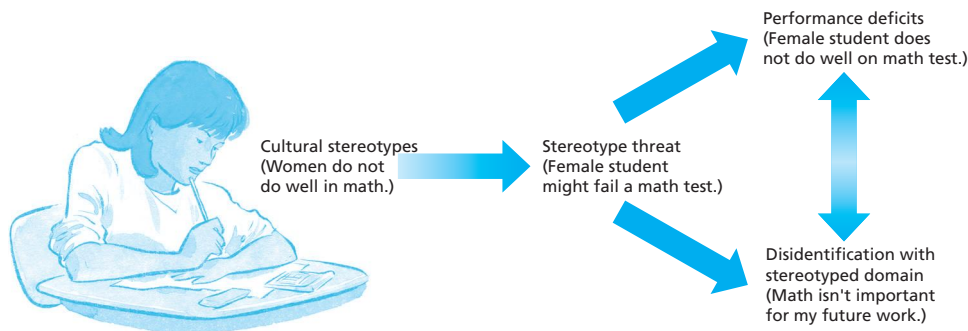 Cultural stereotypes
(Women do not
do well in math.)
Stereotype threat
(Female student
might fail a math test.)
Performance deficits
(Female student does
not do well on math test.)
Disidentification with
stereotyped domain
(Math isn't important
for my future work.)